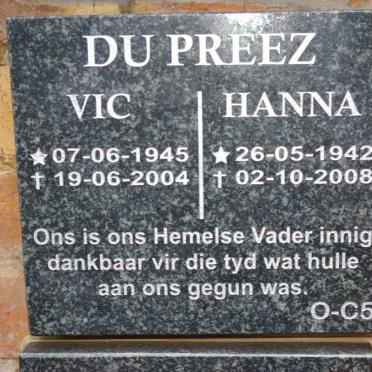 DU PREEZ
VIC HANNA
★ 07-06-1945 ★ 26-05-1942
† 19-06-2004 † 02-10-2008
Ons is ons Hemelse Vader innig
dankbaar vir die tyd wat hulle
aan ons gegun was.
O-C5